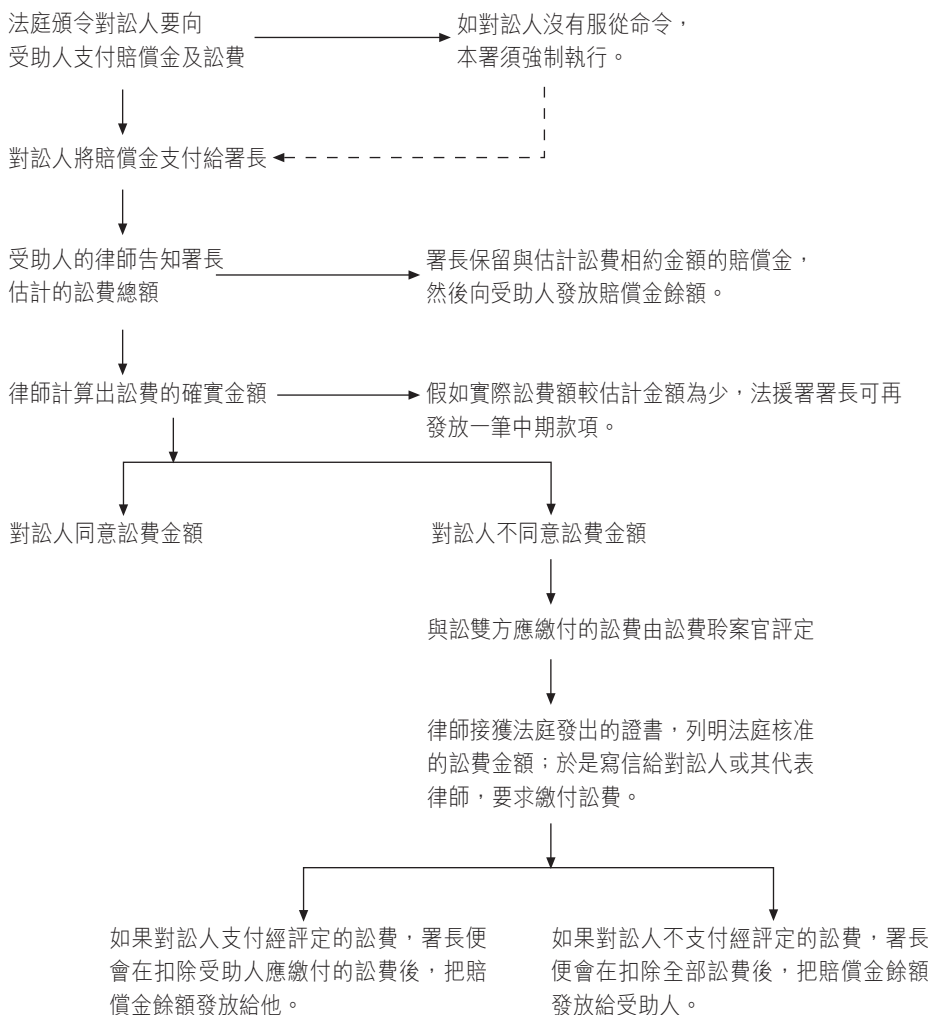 法庭頒令對訟人要向
受助人支付賠償金及訟費
如對訟人沒有服從命令，
本署須強制執行。
對訟人將賠償金支付給署長
受助人的律師告知署長
估計的訟費總額
署長保留與估計訟費相約金額的賠償金，
然後向受助人發放賠償金餘額。
律師計算出訟費的確實金額
假如實際訟費額較估計金額為少，法援署署長可再
發放一筆中期款項。
對訟人同意訟費金額
對訟人不同意訟費金額
與訟雙方應繳付的訟費由訟費聆案官評定
律師接獲法庭發出的證書，列明法庭核准
的訟費金額；於是寫信給對訟人或其代表
律師，要求繳付訟費。
如果對訟人支付經評定的訟費，署長便
會在扣除受助人應繳付的訟費後，把賠
償金餘額發放給他。
如果對訟人不支付經評定的訟費，署長
便會在扣除全部訟費後，把賠償金餘額
發放給受助人。